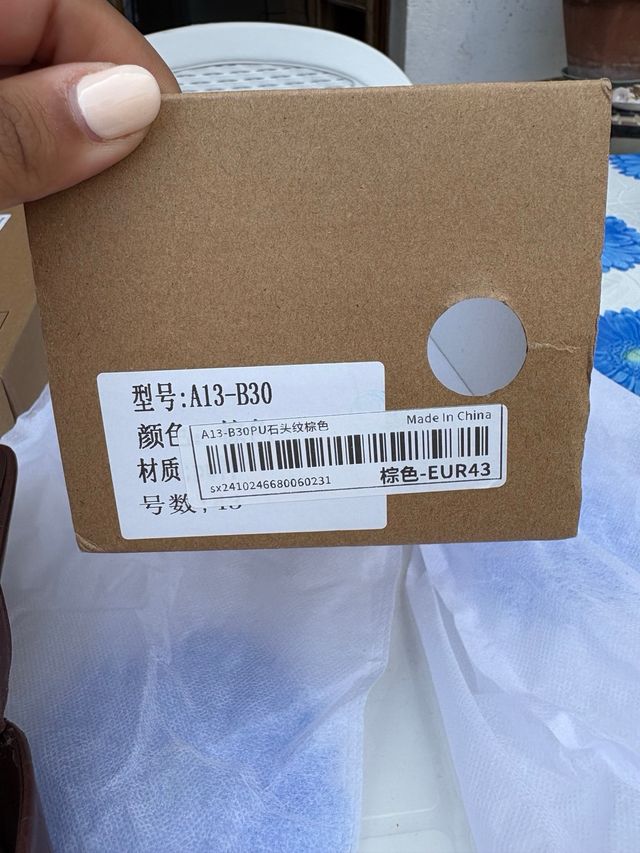 型号:A13-B30
颜色
材质
号数:
A13-B30PU石头纹棕色
Made In China
sx2410246680060231
棕色-EUR43